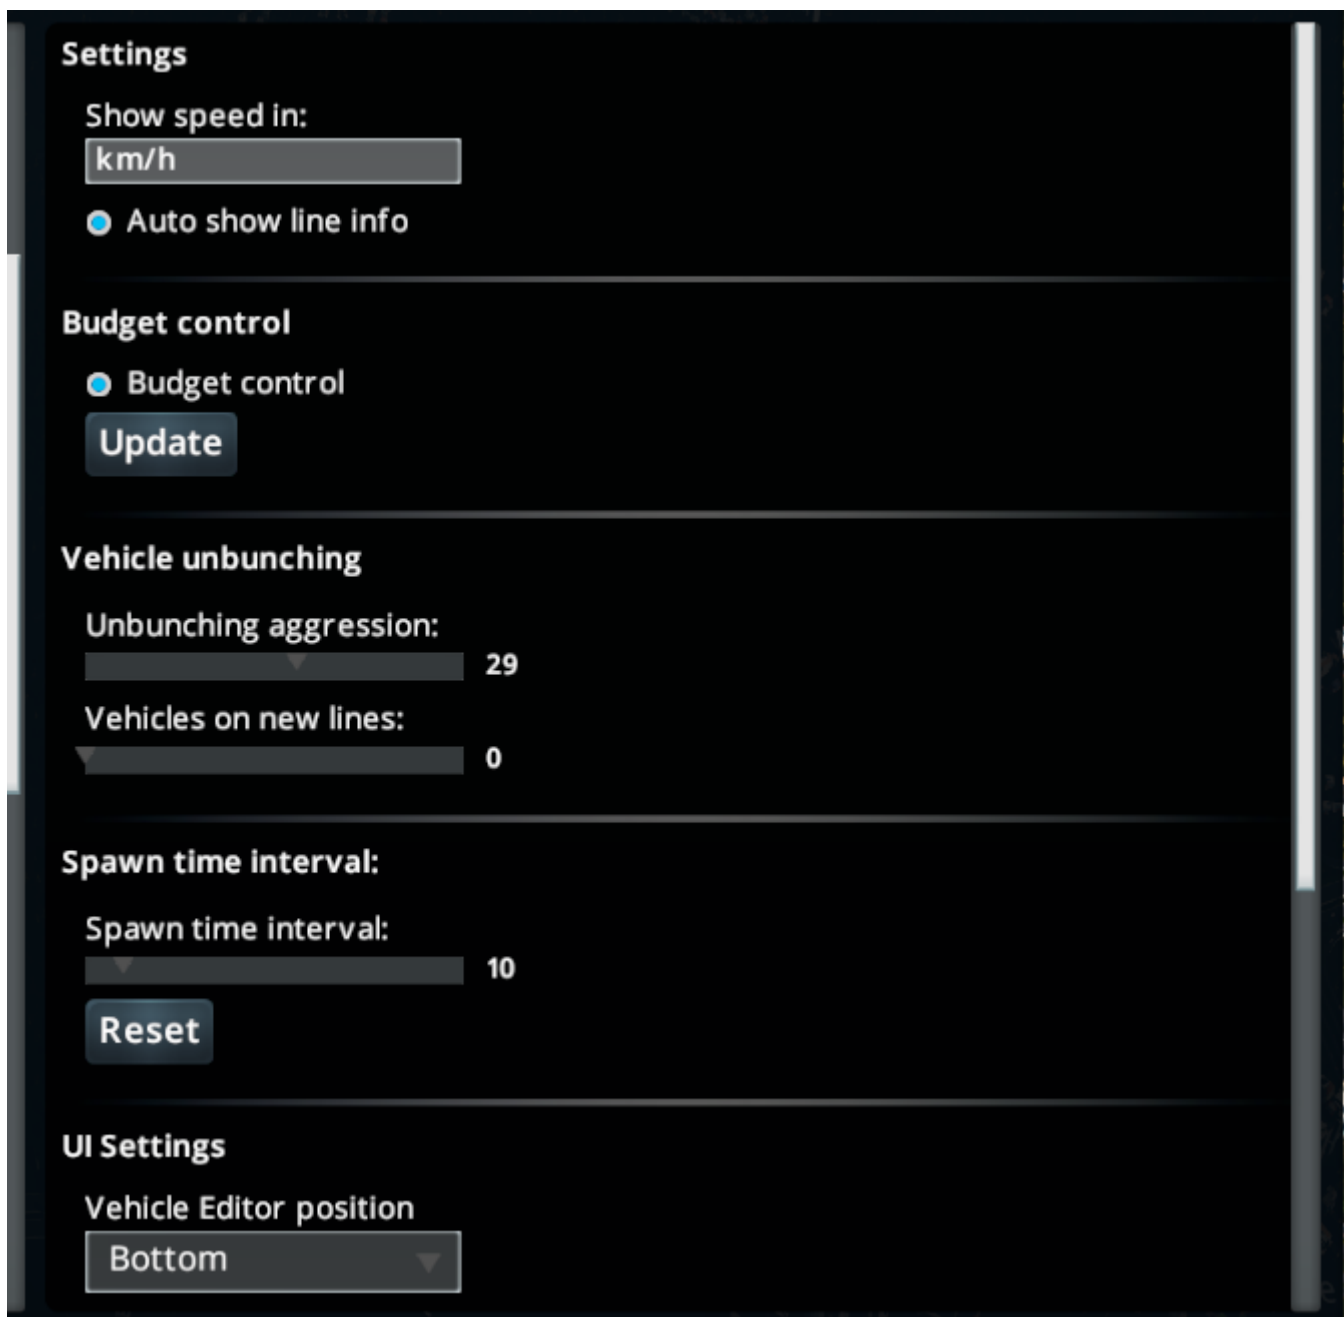 Settings
Show speed in:
km/h
Auto show line info
Budget control
Budget control
Update
Vehicle unbunching
Unbunching aggression:
29
Vehicles on new lines:
0
Spawn time interval:
Spawn time interval:
10
Reset
UI Settings
Vehicle Editor position
Bottom